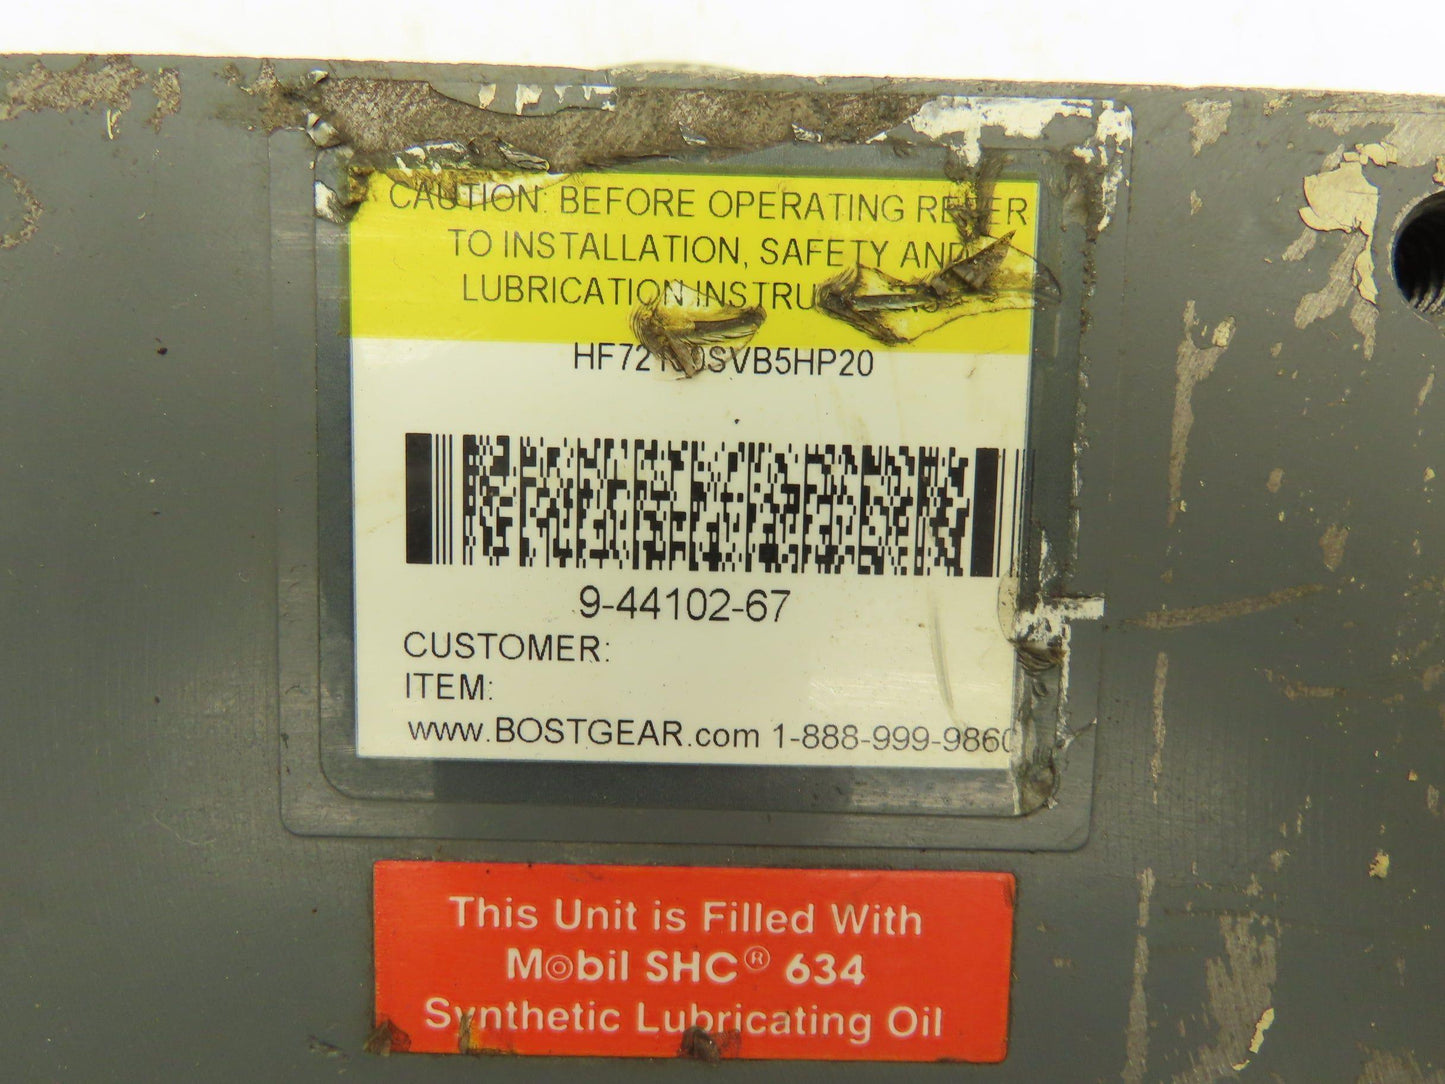 CAUTION: BEFORE OPERATING REFER
TO INSTALLATION, SAFETY AND
LUBRICATION
9-44102-67
CUSTOMER:
ITEM:
www.BOSTGEAR.com 1-888-999-9860
This Unit is Filled With
Mobil SHC® 634
Synthetic Lubricating Oil